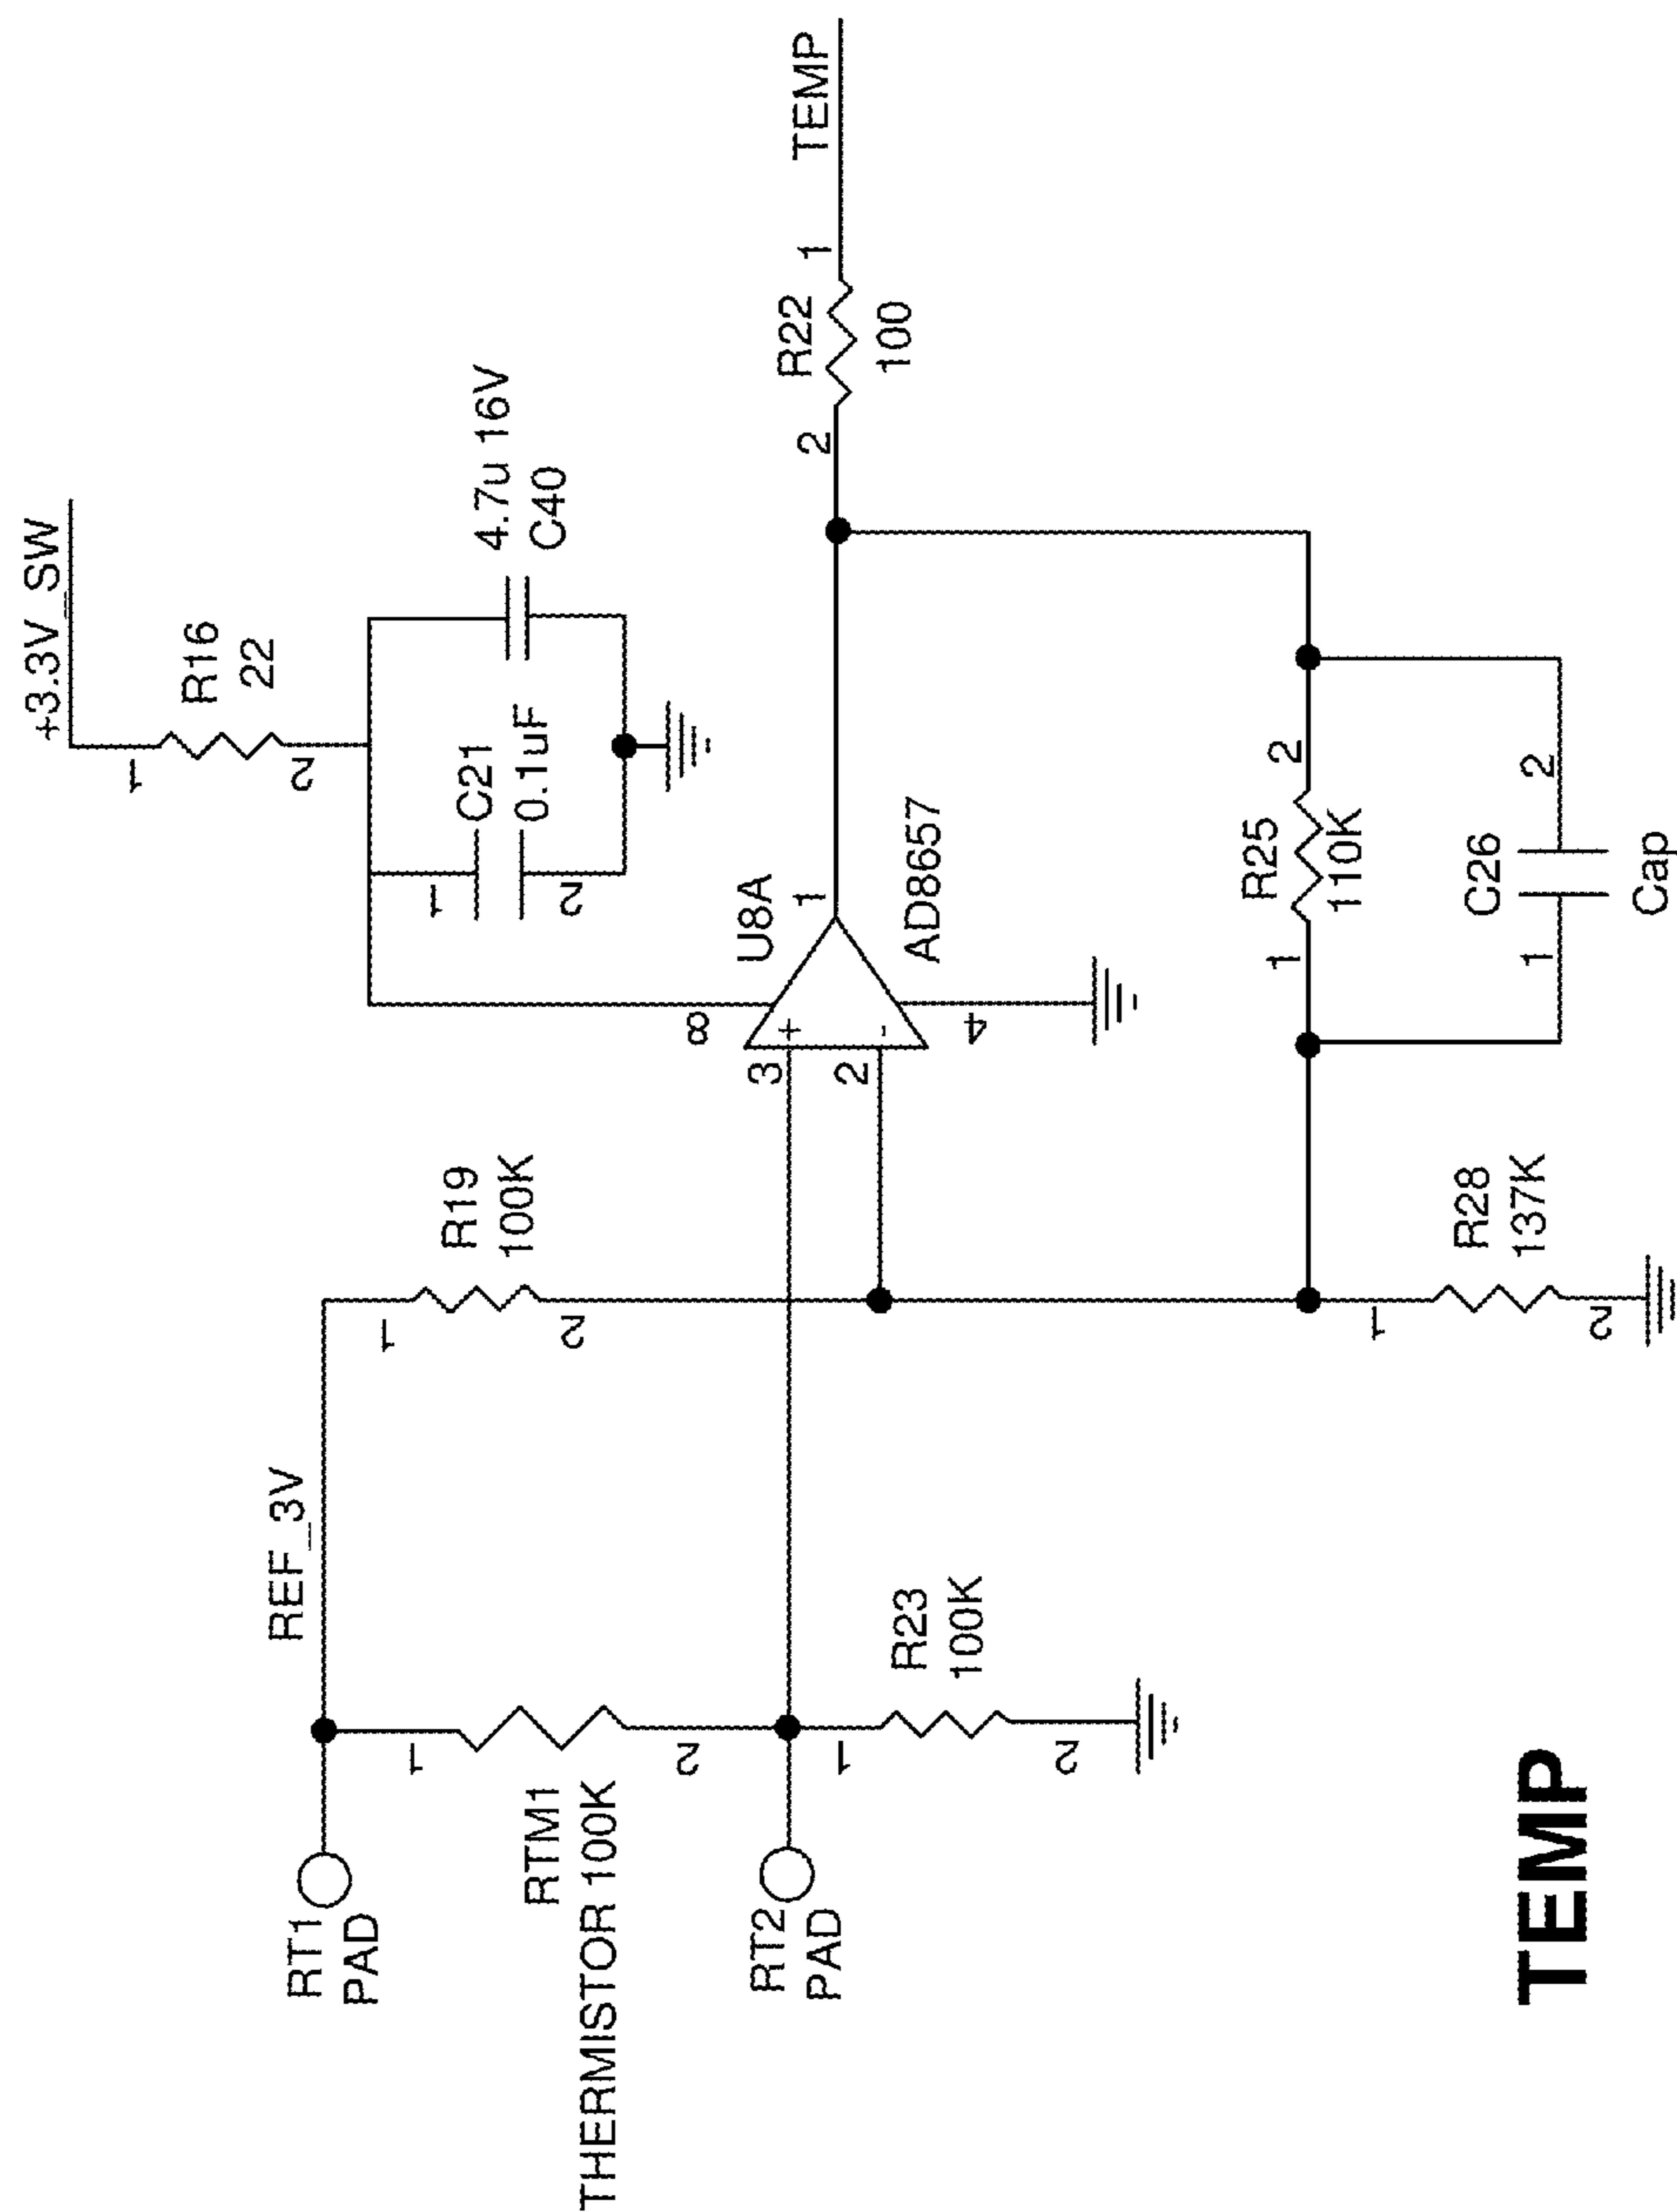 +3.3V_SW
1
R16
22
2
4.7u 16V
C40
1
C21
0.1uF
2
REF_3V
1
R19
100K
2
RT1
PAD
1
RTM1
THERMISTOR 100K
2
RT2
PAD
1
R23
100K
2
8
3
+
2
-
4
U8A
1
AD8657
2
R22
100
1
TEMP
1
R25
110K
2
1
C26
2
Cap
1
R28
137K
2
TEMP